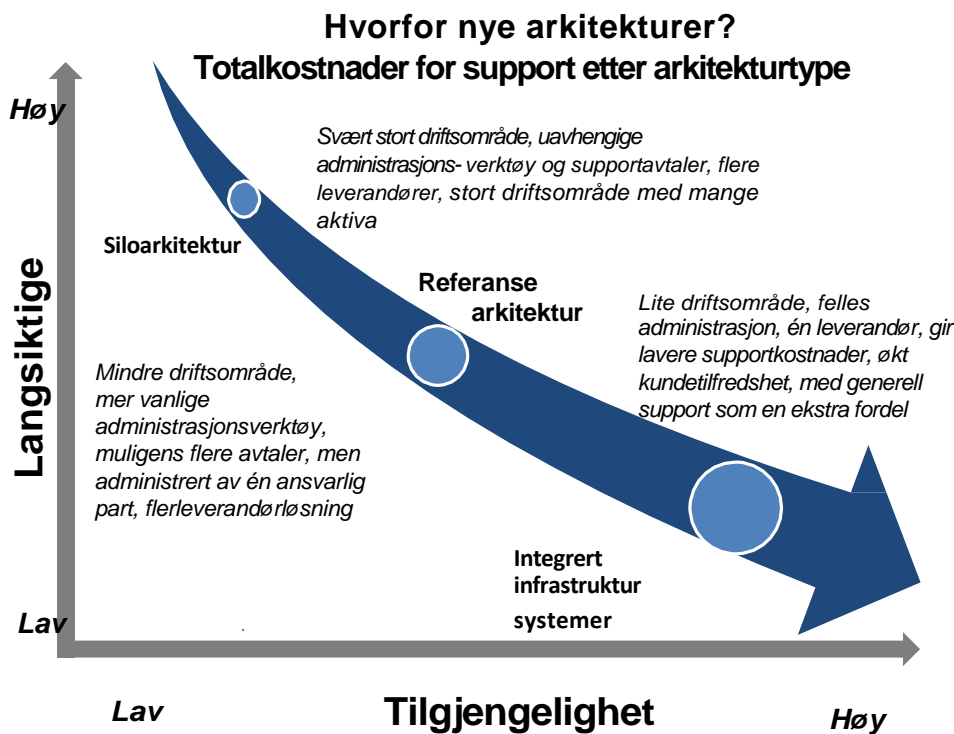 Hvorfor nye arkitekturer?
Totalkostnader for support etter arkitekturtype
Høy
Svært stort driftsområde, uavhengige
administrasjons- verktøy og supportavtaler, flere
leverandører, stort driftsområde med mange
aktiva
Siloarkitektur
Langsiktige
Referanse
arkitektur
Lite driftsområde, felles
administrasjon, én leverandør, gir
lavere supportkostnader, økt
kundetilfredshet, med generell
support som en ekstra fordel
Mindre driftsområde,
mer vanlige
administrasjonsverktøy,
muligens flere avtaler, men
administrert av én ansvarlig
part, flerleverandørløsning
Integrert
infrastruktur
systemer
Lav
Lav
Tilgjengelighet
Høy